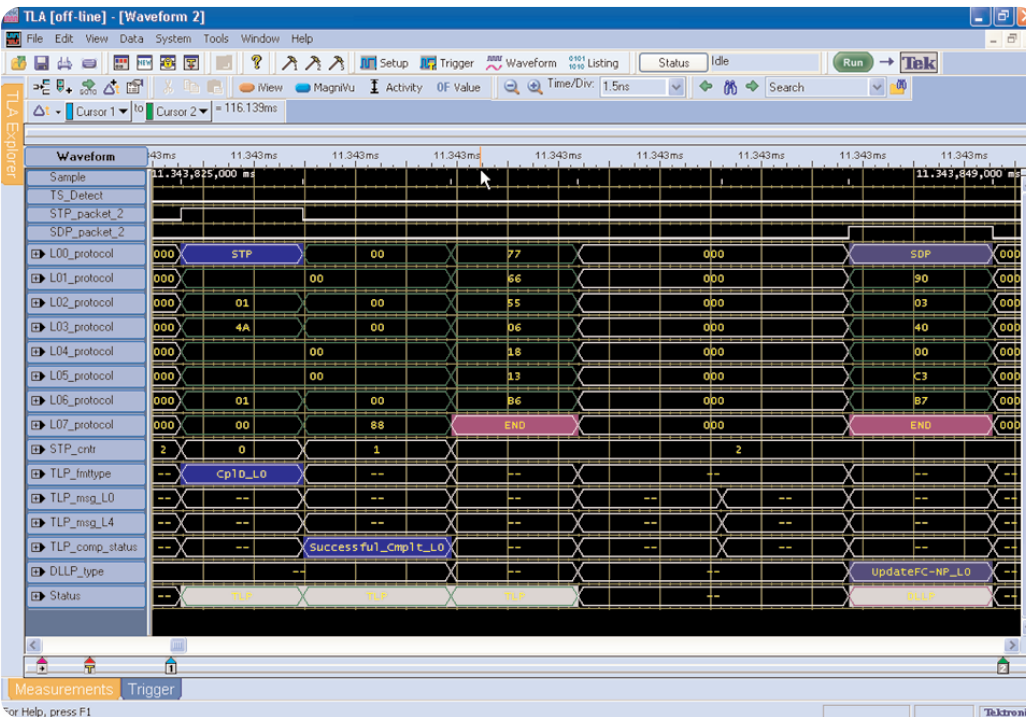 TLA [off-line] - [Waveform 2]
File Edit View Data System Tools Window Help
Setup Trigger Waveform Listing Status Idle Run Tek
iView MagniVu Activity 0F Value Time/Div: 1.5ns Search
Cursor 1 to Cursor 2 = 116.139ms
TLA Explorer
Waveform 343ms 11.343ms 11.343ms 11.343ms 11.343ms 11.343ms 11.343ms 11.343ms 11.343ms
Sample 11.343,825,000 ms 11.343,849,000 ms
TS_Detect
STP_packet_2
SDP_packet_2
L00_protocol 000 STP 00 77 000 SDP 000
L01_protocol 000 00 66 000 90 000
L02_protocol 000 01 00 55 000 03 000
L03_protocol 000 4A 00 06 000 40 000
L04_protocol 000 00 18 000 00 000
L05_protocol 000 00 13 000 C3 000
L06_protocol 000 01 00 B6 000 B7 000
L07_protocol 000 00 88 END 000 END 000
STP_cntr 2 0 1 2
TLP_fmttype -- CplD_L0 -- -- -- -- --
TLP_msg_L0 -- -- -- -- -- -- -- --
TLP_msg_L4 -- -- -- -- -- -- -- --
TLP_comp_status -- -- Successful_Cmplt_L0 -- -- -- -- --
DLLP_type -- -- -- UpdateFC-NP_L0 --
Status -- TLP TLP TLP -- DLLP --
Measurements Trigger
For Help, press F1